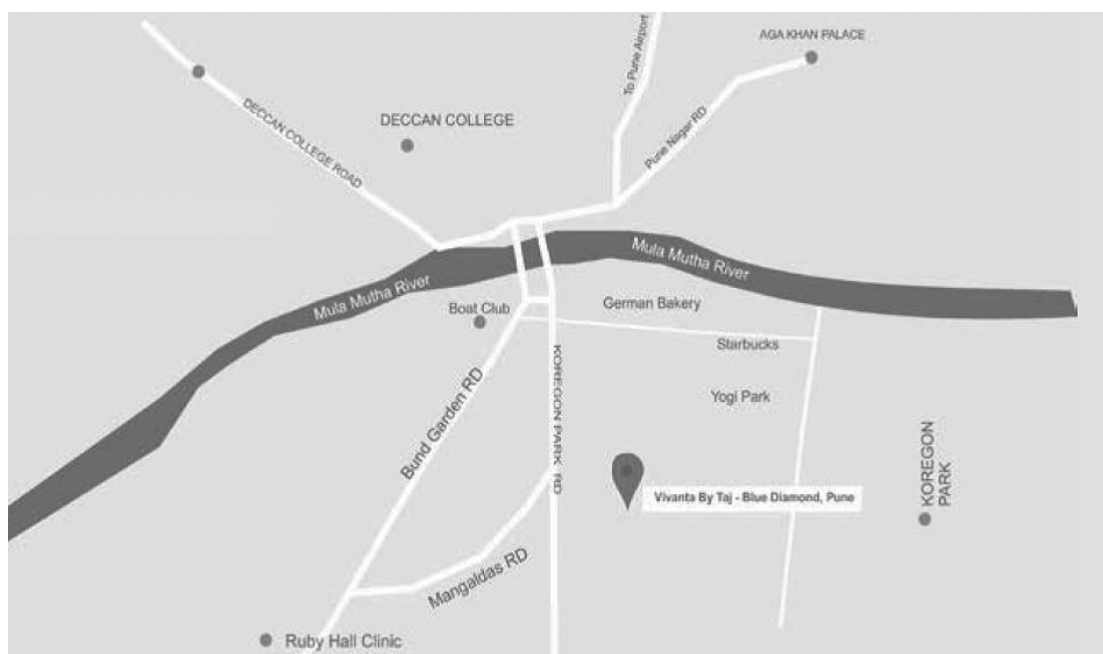 AGA KHAN PALACE
To Pune Airport
DECCAN COLLEGE
DECCAN COLLEGE ROAD
Pune Nagar RD
Mula Mutha River
Mula Mutha River
Boat Club
German Bakery
Starbucks
KOREGON PARK RD
Bund Garden RD
Yogi Park
KOREGON
PARK
Vivanta By Taj - Blue Diamond, Pune
Mangaldas RD
Ruby Hall Clinic